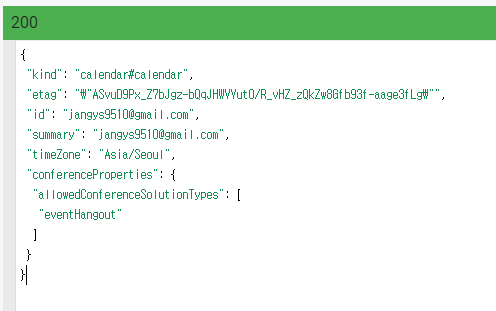 200
{
"kind": "calendar#calendar",
"etag": "₩"ASvuD9Px_Z7bJgz-bQqJHWVYutO/R_vHZ_zQkZw8Gfb93f-aage3fLg₩"",
"id": "jangys9510@gmail.com",
"summary": "jangys9510@gmail.com",
"timeZone": "Asia/Seoul",
"conferenceProperties": {
"allowedConferenceSolutionTypes": [
"eventHangout"
]
}
}